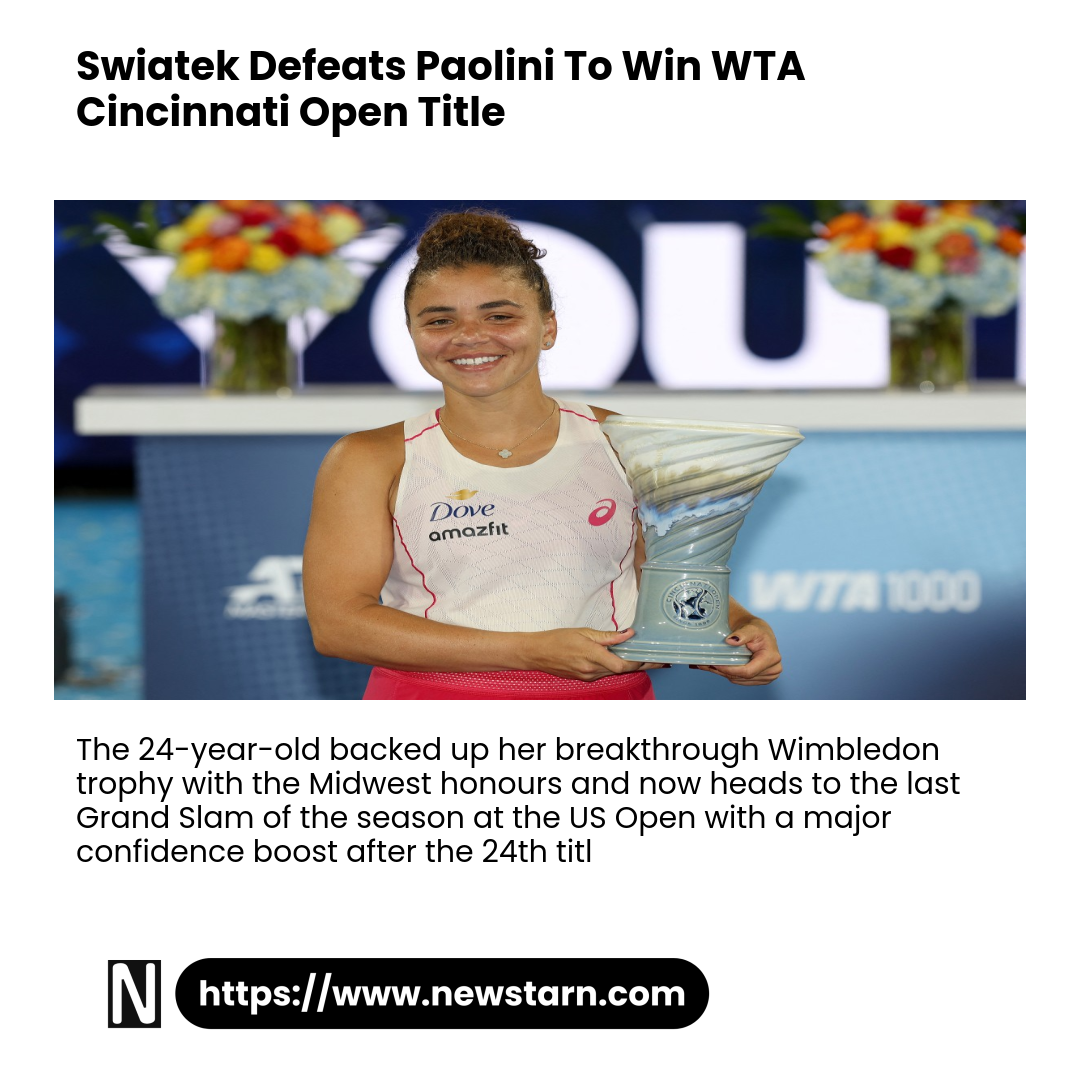 Swiatek Defeats Paolini To Win WTA
Cincinnati Open Title
YOU
Dove
amazfit
WTA 1000
The 24-year-old backed up her breakthrough Wimbledon
trophy with the Midwest honours and now heads to the last
Grand Slam of the season at the US Open with a major
confidence boost after the 24th titl
N
https://www.newstarn.com